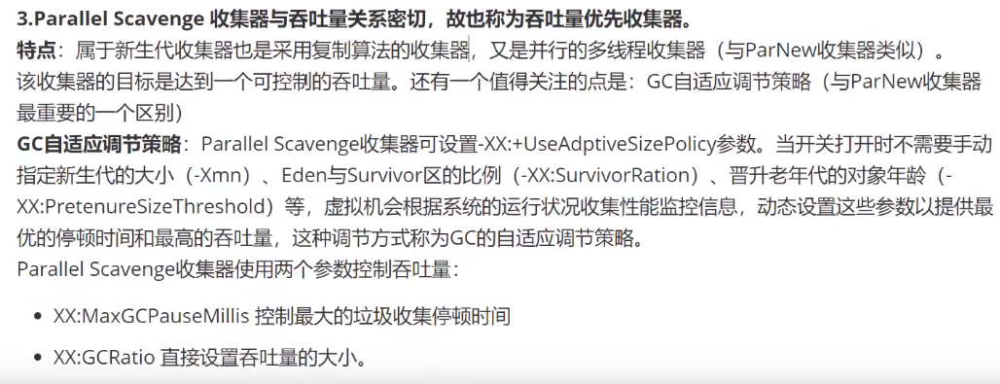 3.Parallel Scavenge 收集器与吞吐量关系密切，故也称为吞吐量优先收集器。
特点：属于新生代收集器也是采用复制算法的收集器，又是并行的多线程收集器（与ParNew收集器类似）。
该收集器的目标是达到一个可控制的吞吐量。还有一个值得关注的点是：GC自适应调节策略（与ParNew收集器
最重要的一个区别）
GC自适应调节策略：Parallel Scavenge收集器可设置-XX:+UseAdptiveSizePolicy参数。当开关打开时不需要手动
指定新生代的大小（-Xmn）、Eden与Survivor区的比例（-XX:SurvivorRation）、晋升老年代的对象年龄（-
XX:PretenureSizeThreshold）等，虚拟机会根据系统的运行状况收集性能监控信息，动态设置这些参数以提供最
优的停顿时间和最高的吞吐量，这种调节方式称为GC的自适应调节策略。
Parallel Scavenge收集器使用两个参数控制吞吐量：
• XX:MaxGCPauseMillis 控制最大的垃圾收集停顿时间
• XX:GCRatio 直接设置吞吐量的大小。